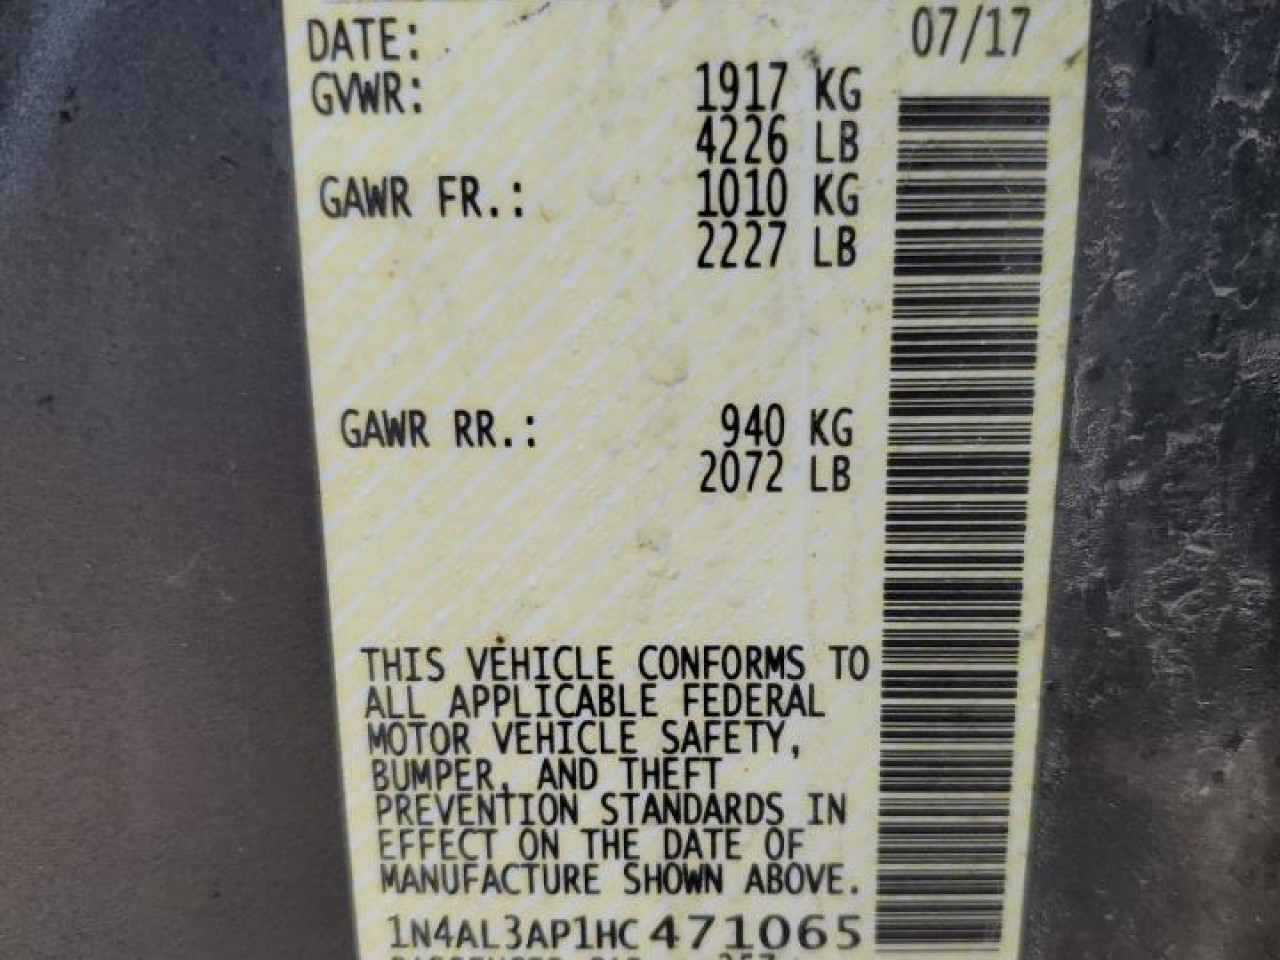 DATE: 07/17
GVWR: 1917 KG
4226 LB
GAWR FR.: 1010 KG
2227 LB
GAWR RR.: 940 KG
2072 LB
THIS VEHICLE CONFORMS TO
ALL APPLICABLE FEDERAL
MOTOR VEHICLE SAFETY,
BUMPER, AND THEFT
PREVENTION STANDARDS IN
EFFECT ON THE DATE OF
MANUFACTURE SHOWN ABOVE.
1N4AL3AP1HC471065